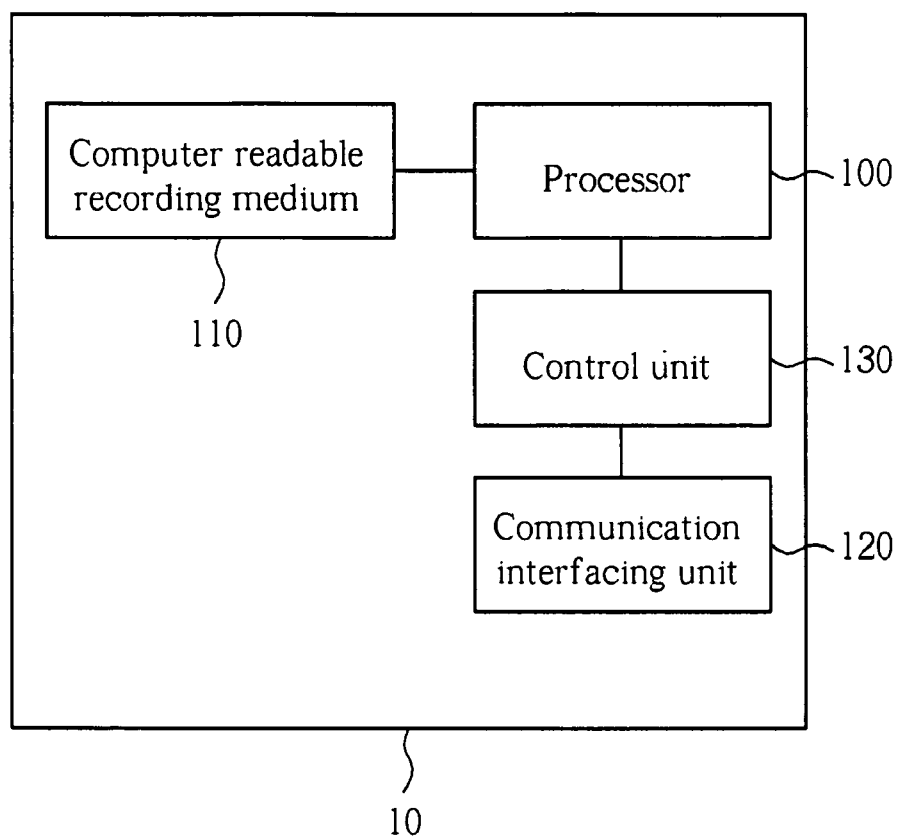 Computer readable
recording medium
Processor
100
110
Control unit
130
Communication
interfacing unit
120
10